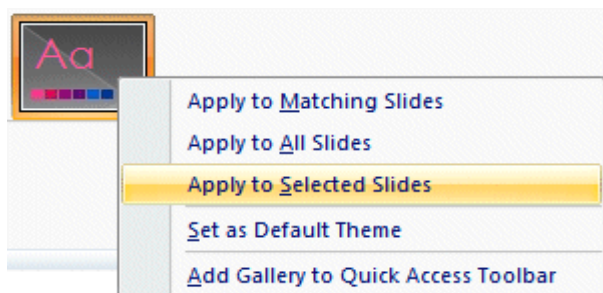 Aa
Apply to Matching Slides
Apply to All Slides
Apply to Selected Slides
Set as Default Theme
Add Gallery to Quick Access Toolbar